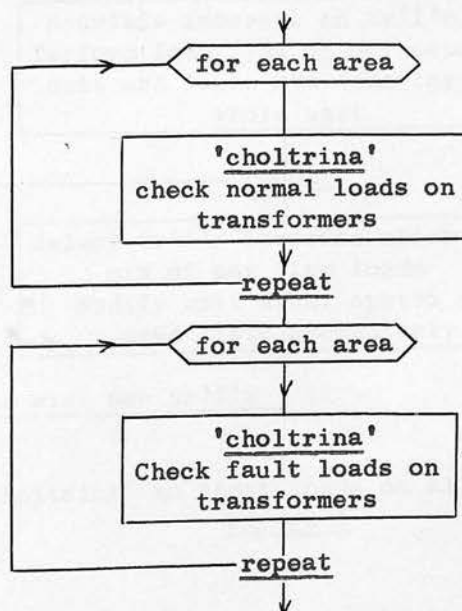 for each area
'choltrina'
check normal loads on
transformers
repeat
for each area
'choltrina'
Check fault loads on
transformers
repeat